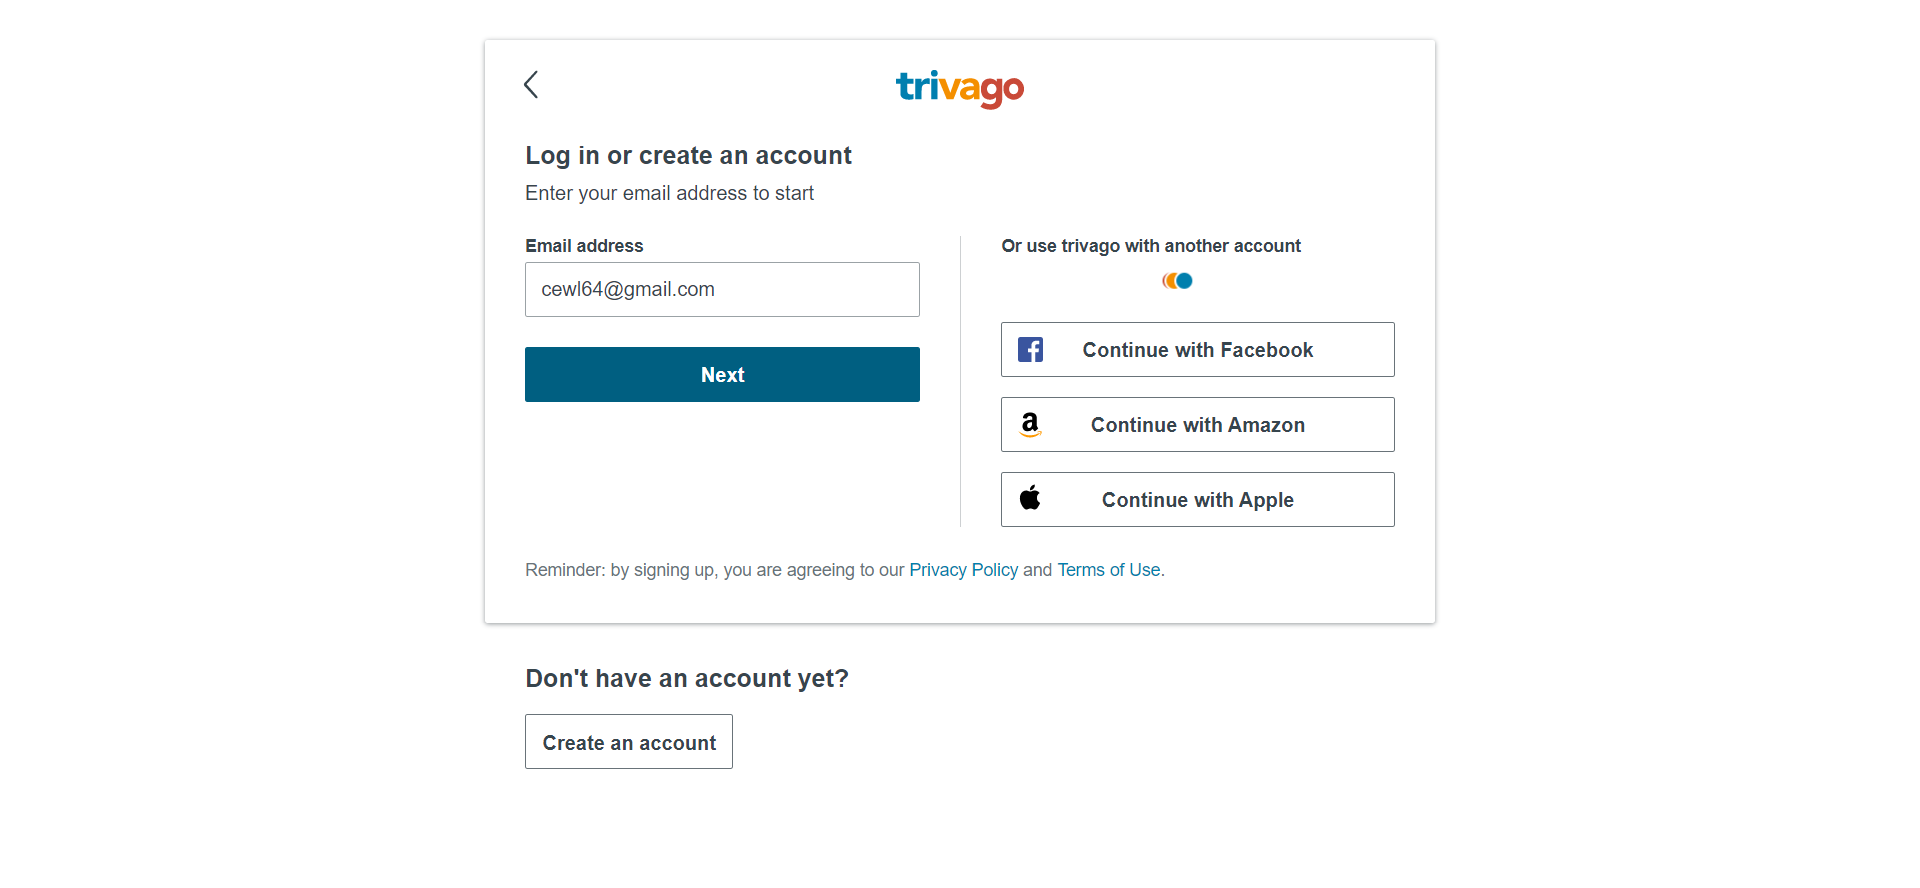 trivago
Log in or create an account
Enter your email address to start
Email address
cewl64@gmail.com
Next
Or use trivago with another account
Continue with Facebook
Continue with Amazon
Continue with Apple
Reminder: by signing up, you are agreeing to our Privacy Policy and Terms of Use.
Don't have an account yet?
Create an account